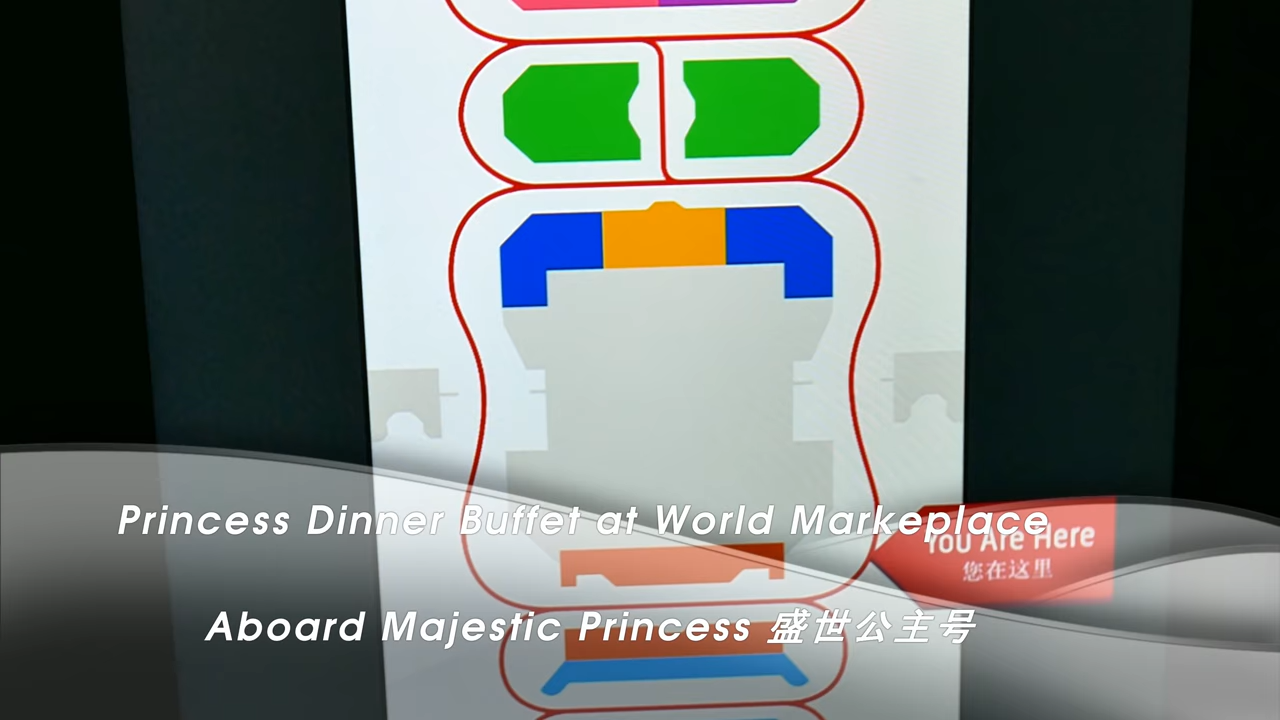 Princess Dinner Buffet at World Markeplace
You Are Here
您在这里
Aboard Majestic Princess 盛世公主号